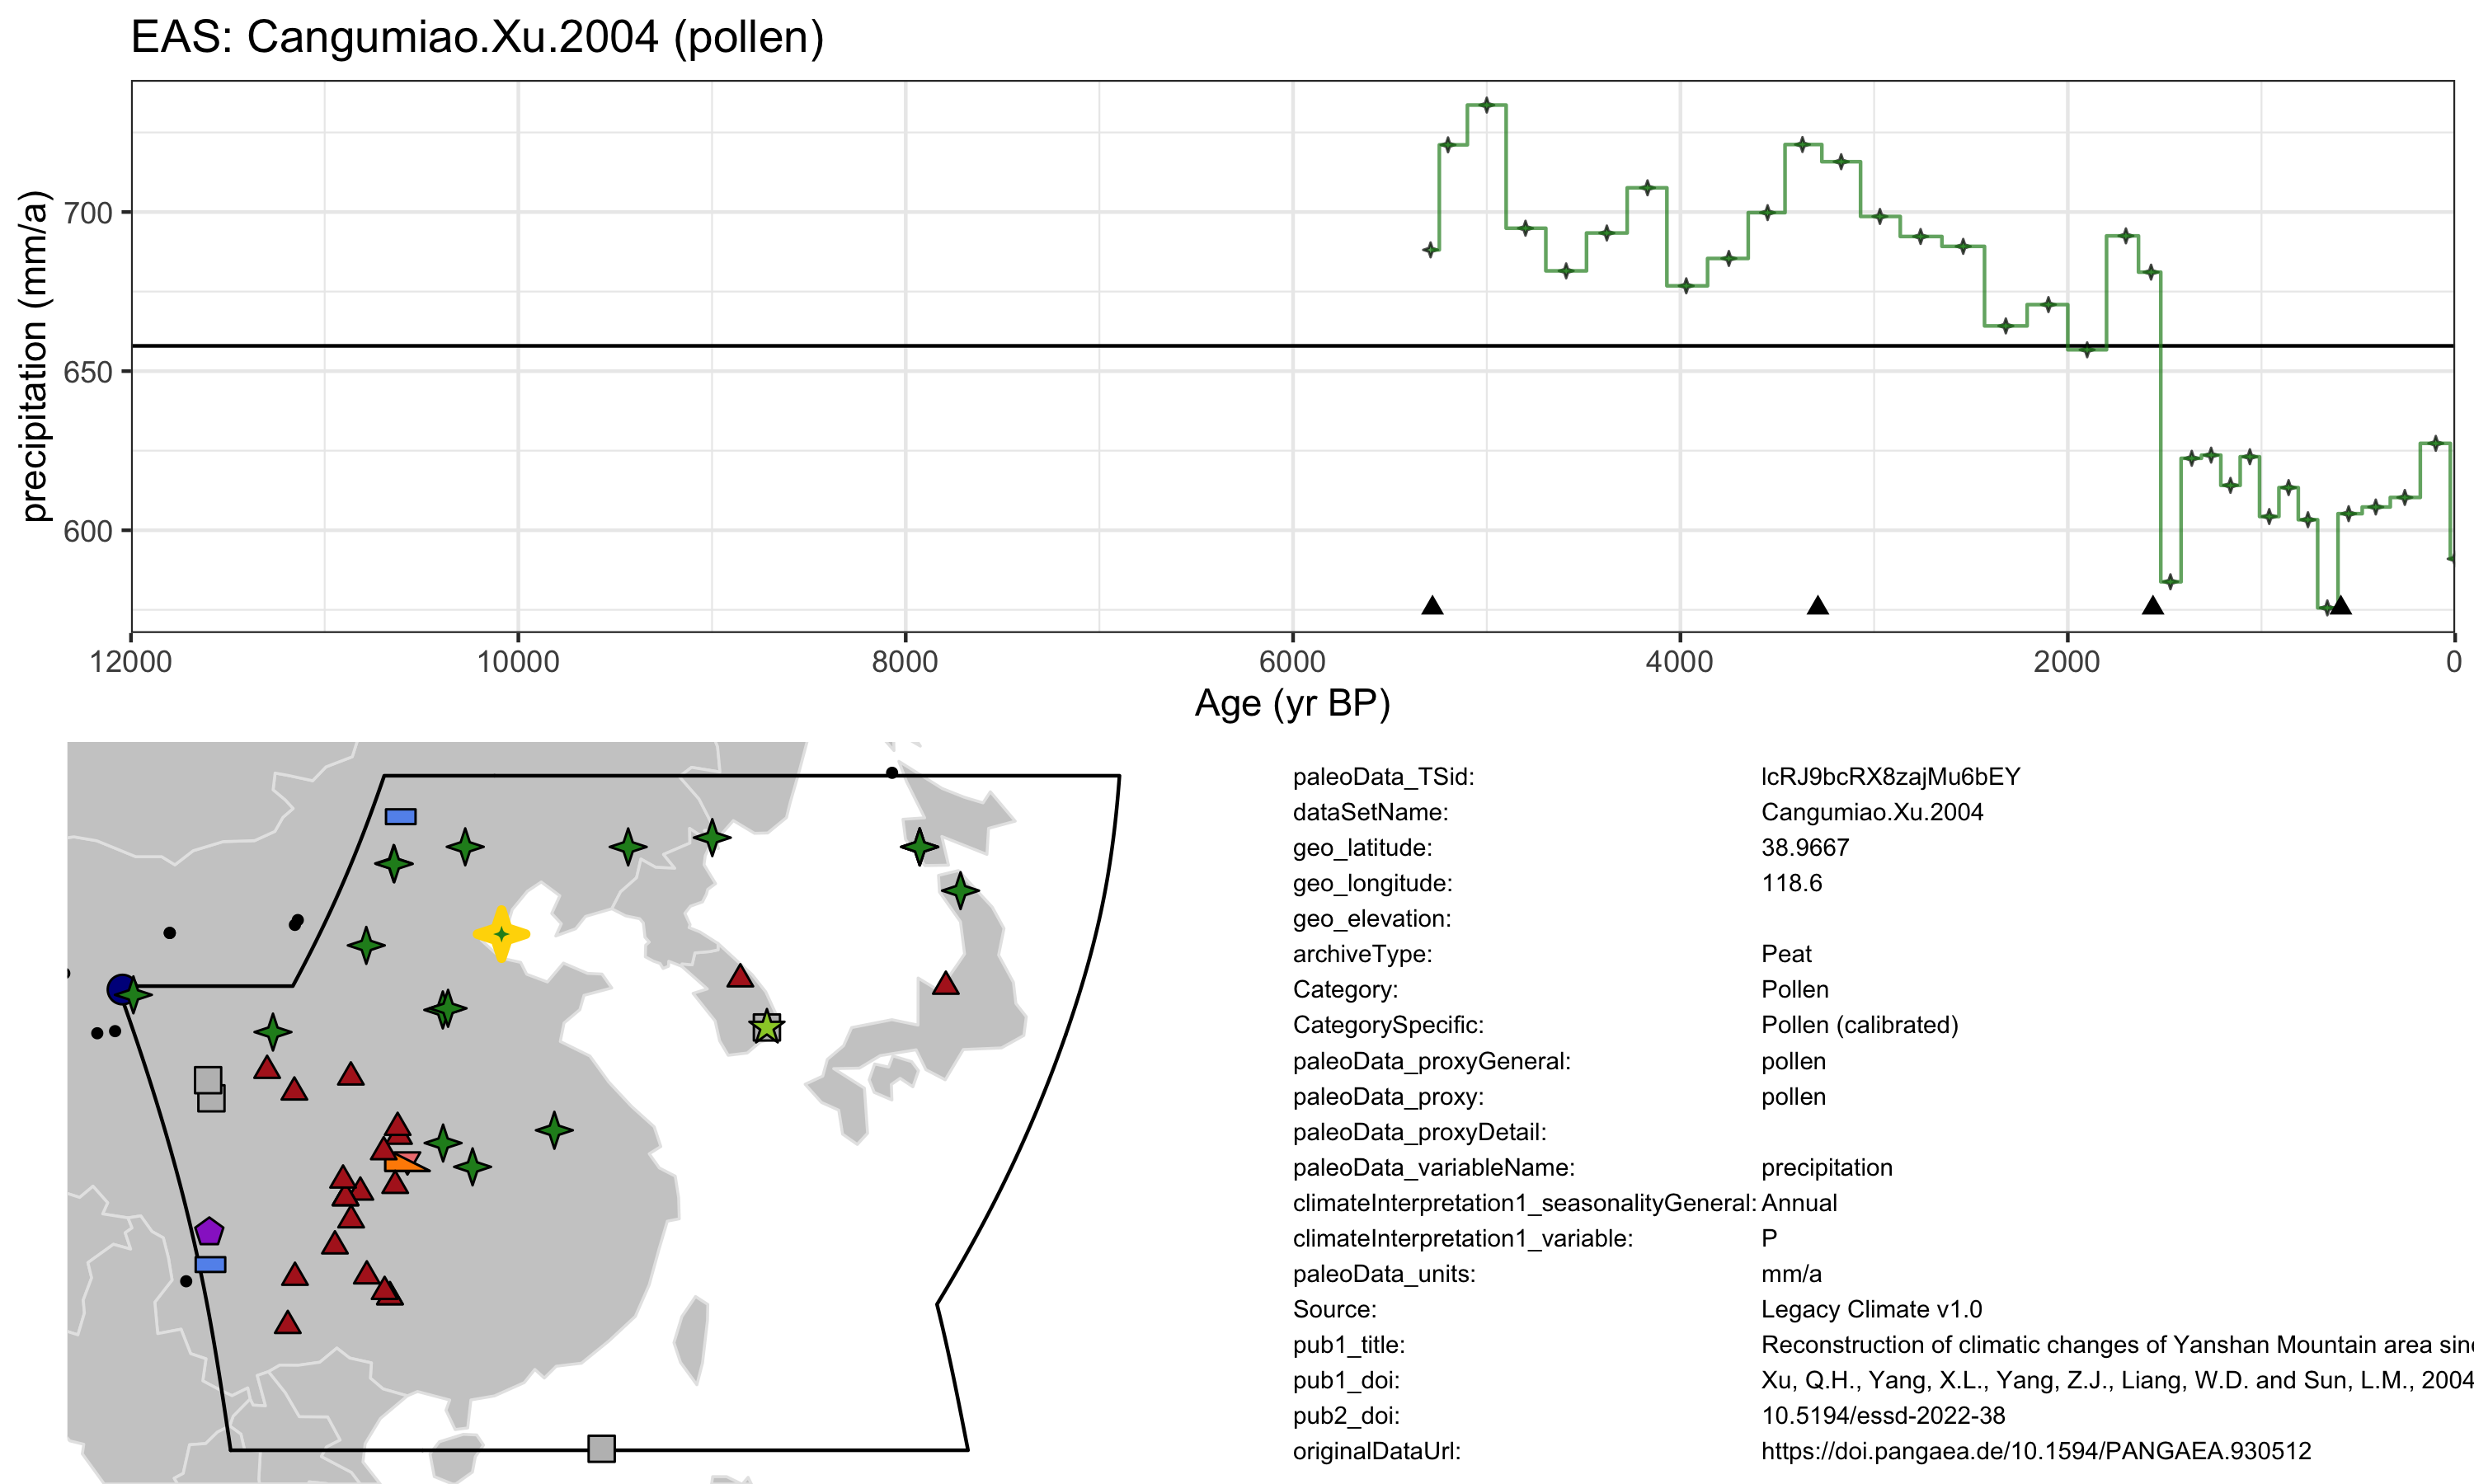 EAS: Cangumiao.Xu.2004 (pollen)
precipitation (mm/a)
700
650
600
12000 10000 8000 6000 4000 2000 0
Age (yr BP)
paleoData_TSid: lcRJ9bcRX8zajMu6bEY
dataSetName: Cangumiao.Xu.2004
geo_latitude: 38.9667
geo_longitude: 118.6
geo_elevation:
archiveType: Peat
Category: Pollen
CategorySpecific: Pollen (calibrated)
paleoData_proxyGeneral: pollen
paleoData_proxy: pollen
paleoData_proxyDetail:
paleoData_variableName: precipitation
climateInterpretation1_seasonalityGeneral: Annual
climateInterpretation1_variable: P
paleoData_units: mm/a
Source: Legacy Climate v1.0
pub1_title: Reconstruction of climatic changes of Yanshan Mountain area sinc
pub1_doi: Xu, Q.H., Yang, X.L., Yang, Z.J., Liang, W.D. and Sun, L.M., 2004
pub2_doi: 10.5194/essd-2022-38
originalDataUrl: https://doi.pangaea.de/10.1594/PANGAEA.930512